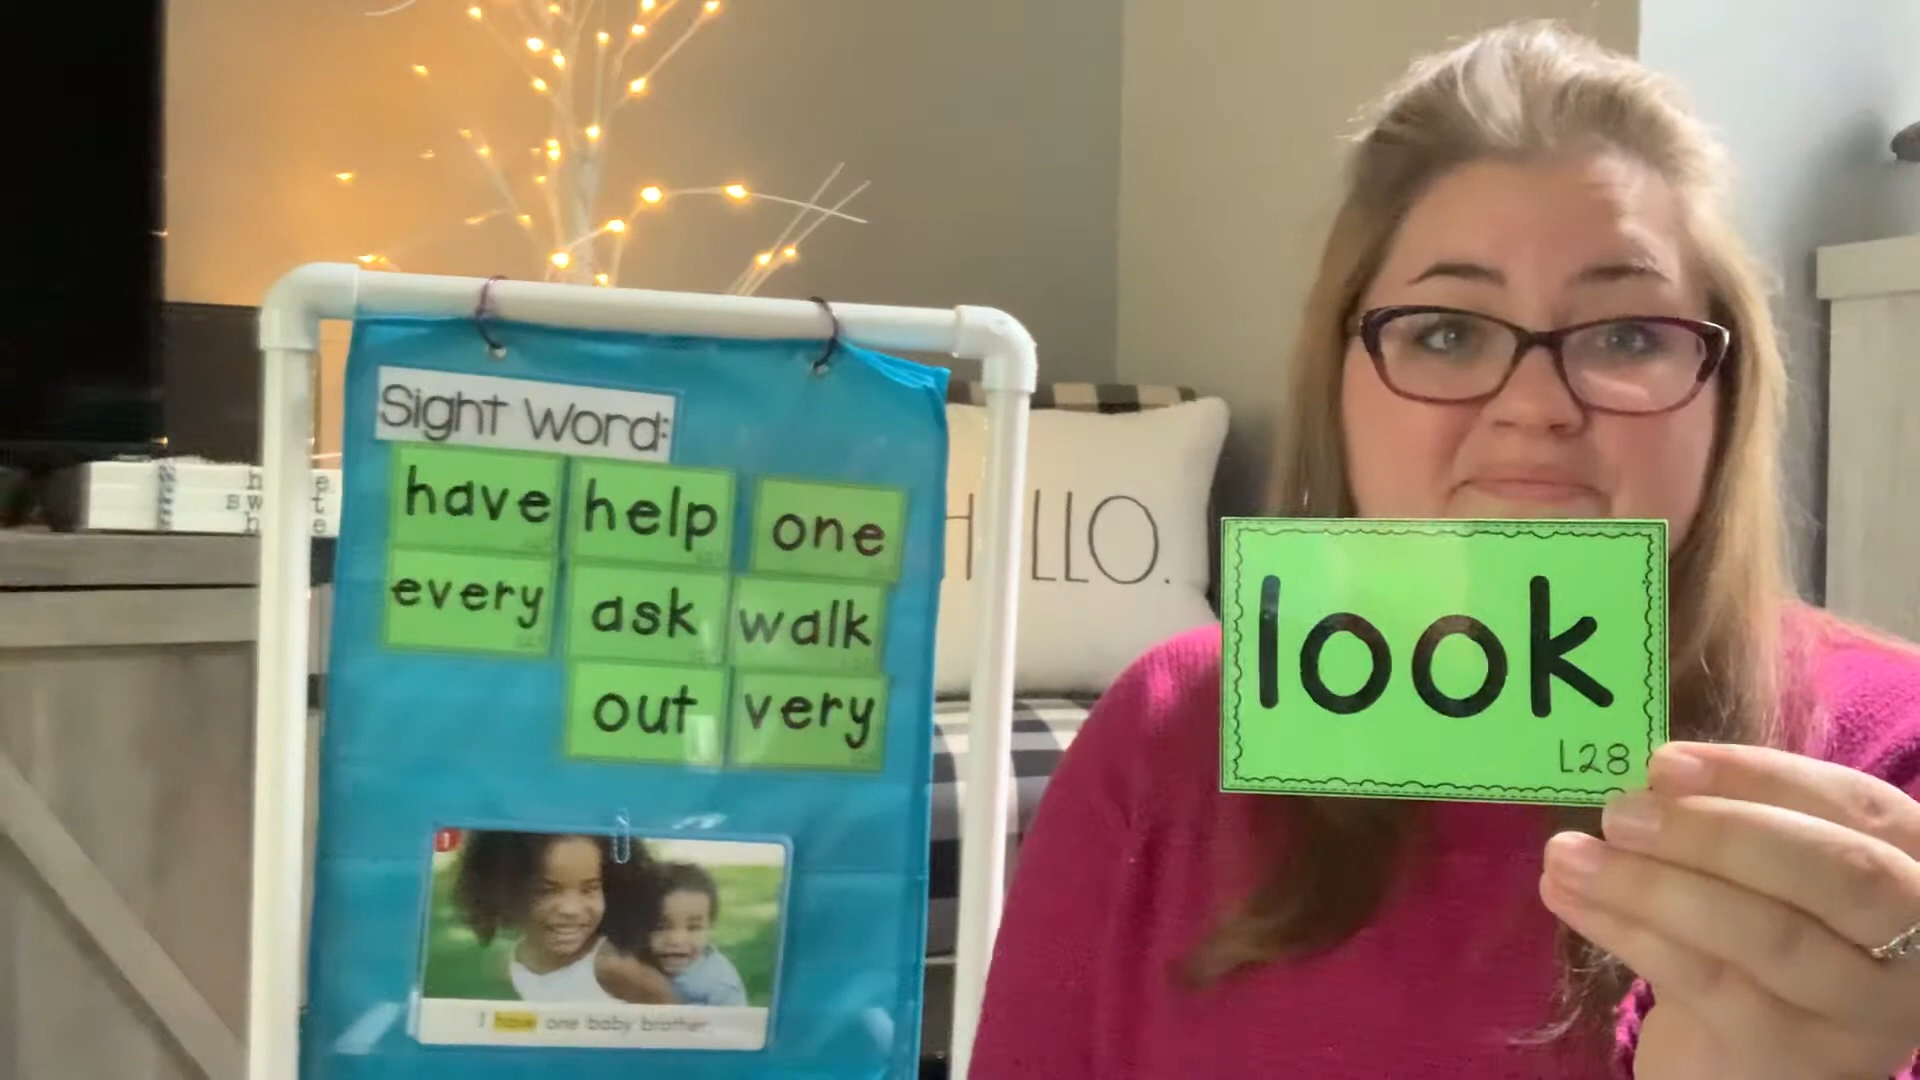 Sight Word:
have help one
every ask walk
out very
I have one baby brother.
HLLO.
look
L28